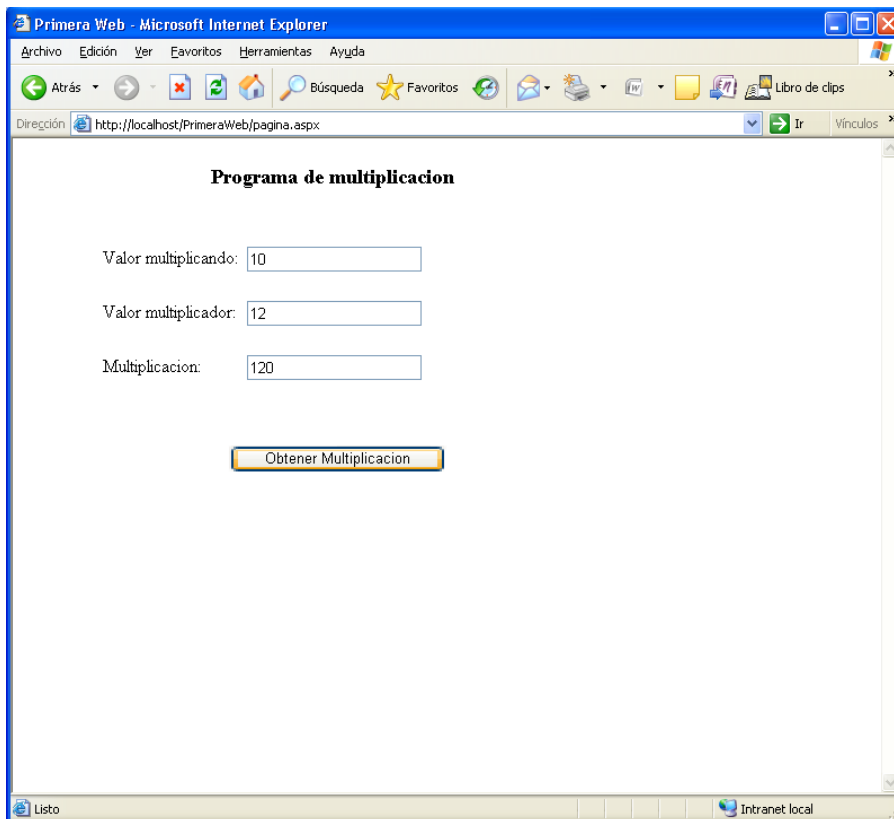 Primera Web - Microsoft Internet Explorer
Archivo Edición Ver Favoritos Herramientas Ayuda
Atrás Búsqueda Favoritos Libro de clips
Dirección http://localhost/PrimeraWeb/pagina.aspx Ir Vínculos
Programa de multiplicacion
Valor multiplicando: 10
Valor multiplicador: 12
Multiplicacion: 120
Obtener Multiplicacion
Listo Intranet local